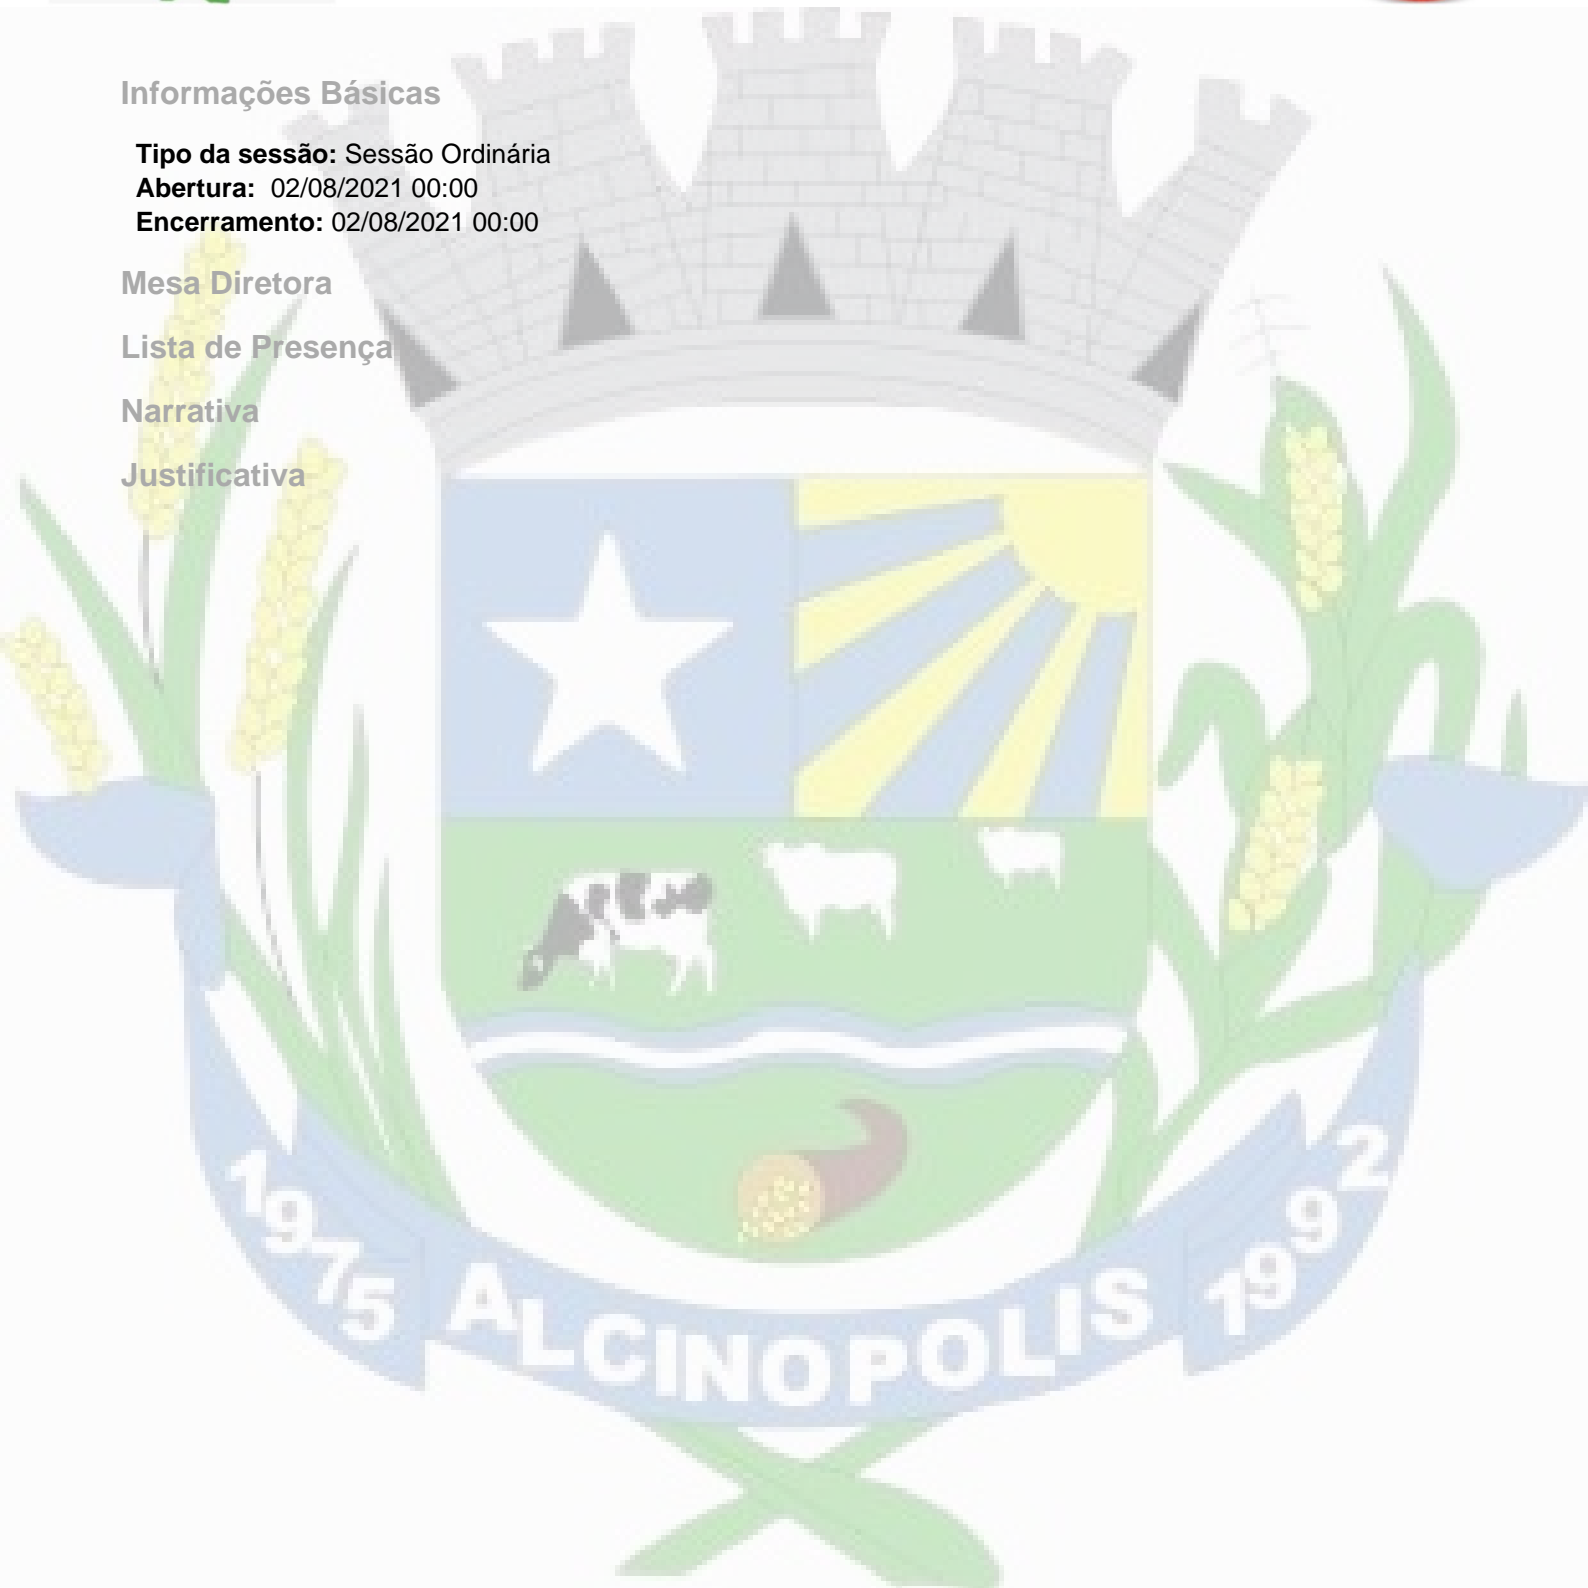 Informações Básicas
Tipo da sessão: Sessão Ordinária
Abertura: 02/08/2021 00:00
Encerramento: 02/08/2021 00:00
Mesa Diretora
Lista de Presença
Narrativa
Justificativa
1975 ALCINOPOLIS 1992